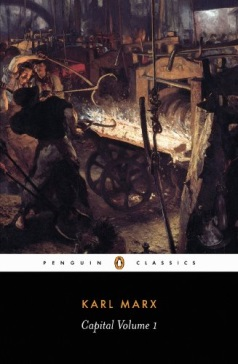 PENGUIN CLASSICS
KARL MARX
Capital Volume 1